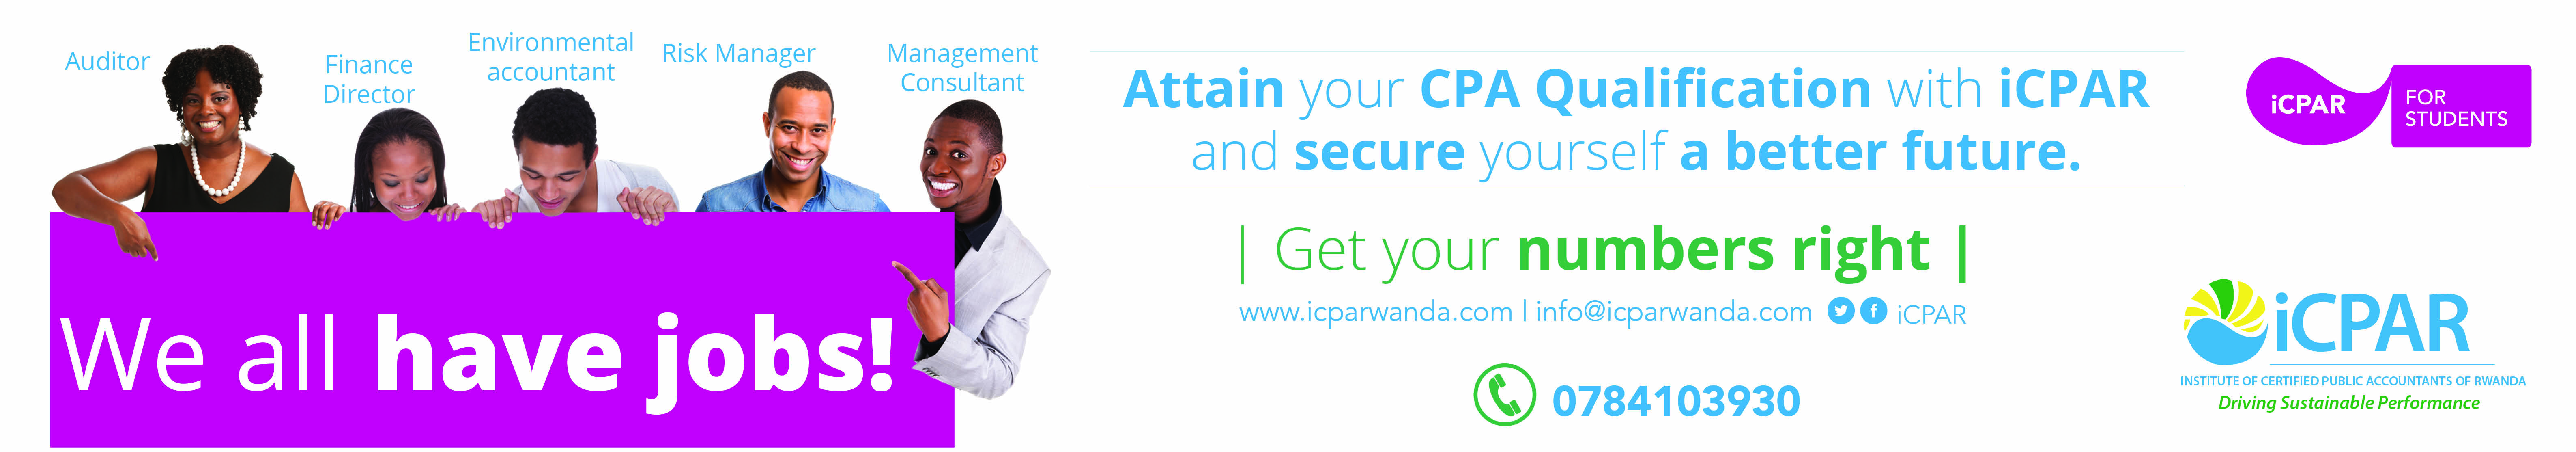 Auditor
Finance
Director
Environmental
accountant
Risk Manager
Management
Consultant
We all have jobs!
Attain your CPA Qualification with iCPAR
and secure yourself a better future.
| Get your numbers right |
www.icparwanda.com | info@icparwanda.com iCPAR
0784103930
iCPAR
FOR
STUDENTS
iCPAR
INSTITUTE OF CERTIFIED PUBLIC ACCOUNTANTS OF RWANDA
Driving Sustainable Performance